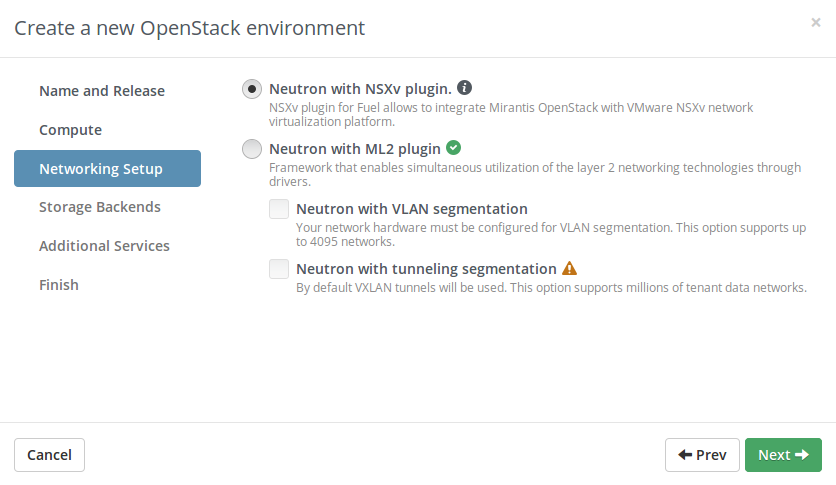 Create a new OpenStack environment
×
Name and Release
Compute
Networking Setup
Storage Backends
Additional Services
Finish
Neutron with NSXv plugin.
NSXv plugin for Fuel allows to integrate Mirantis OpenStack with VMware NSXv network
virtualization platform.
Neutron with ML2 plugin
Framework that enables simultaneous utilization of the layer 2 networking technologies through
drivers.
Neutron with VLAN segmentation
Your network hardware must be configured for VLAN segmentation. This option supports up
to 4095 networks.
Neutron with tunneling segmentation
By default VXLAN tunnels will be used. This option supports millions of tenant data networks.
Cancel
Prev
Next